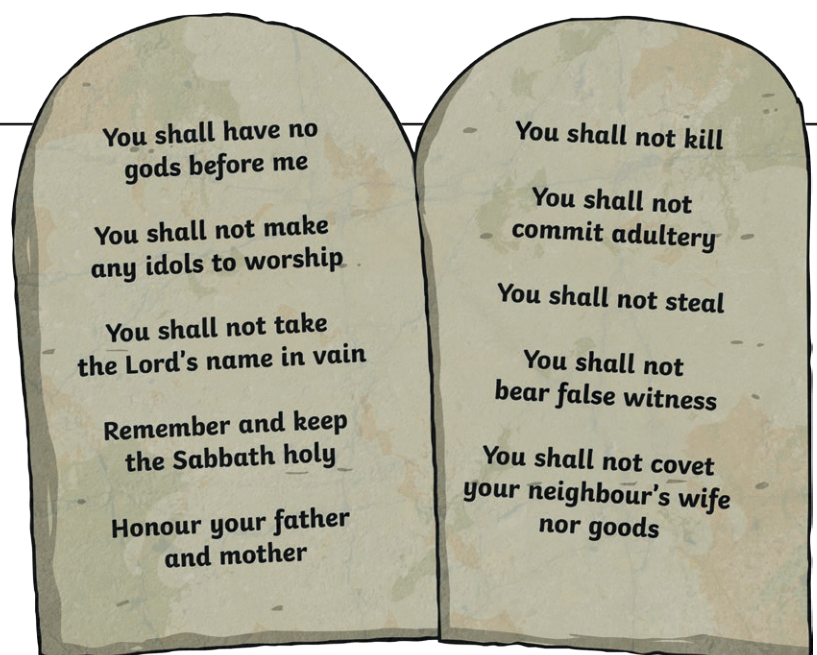 You shall have no
gods before me
You shall not make
any idols to worship
You shall not take
the Lord's name in vain
Remember and keep
the Sabbath holy
Honour your father
and mother
You shall not kill
You shall not
commit adultery
You shall not steal
You shall not
bear false witness
You shall not covet
your neighbour's wife
nor goods